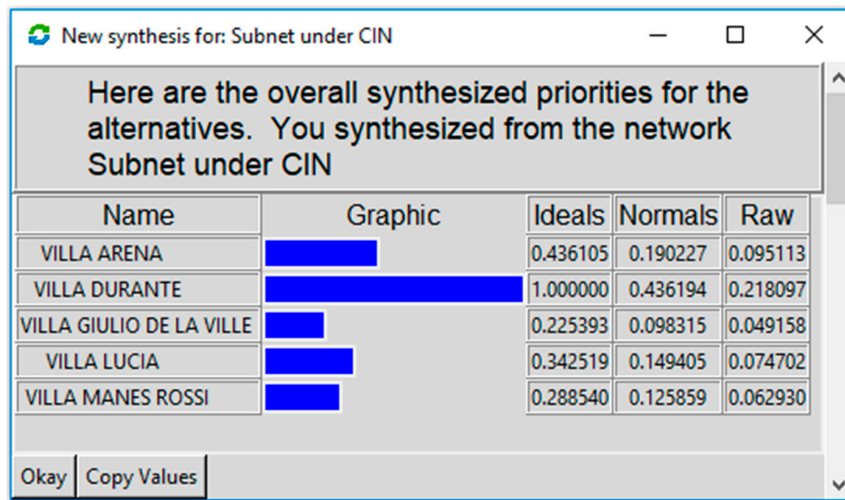 New synthesis for: Subnet under CIN
Here are the overall synthesized priorities for the
alternatives. You synthesized from the network
Subnet under CIN
Name Graphic Ideals Normals Raw
VILLA ARENA 0.436105 0.190227 0.095113
VILLA DURANTE 1.000000 0.436194 0.218097
VILLA GIULIO DE LA VILLE 0.225393 0.098315 0.049158
VILLA LUCIA 0.342519 0.149405 0.074702
VILLA MANES ROSSI 0.288540 0.125859 0.062930
Okay Copy Values